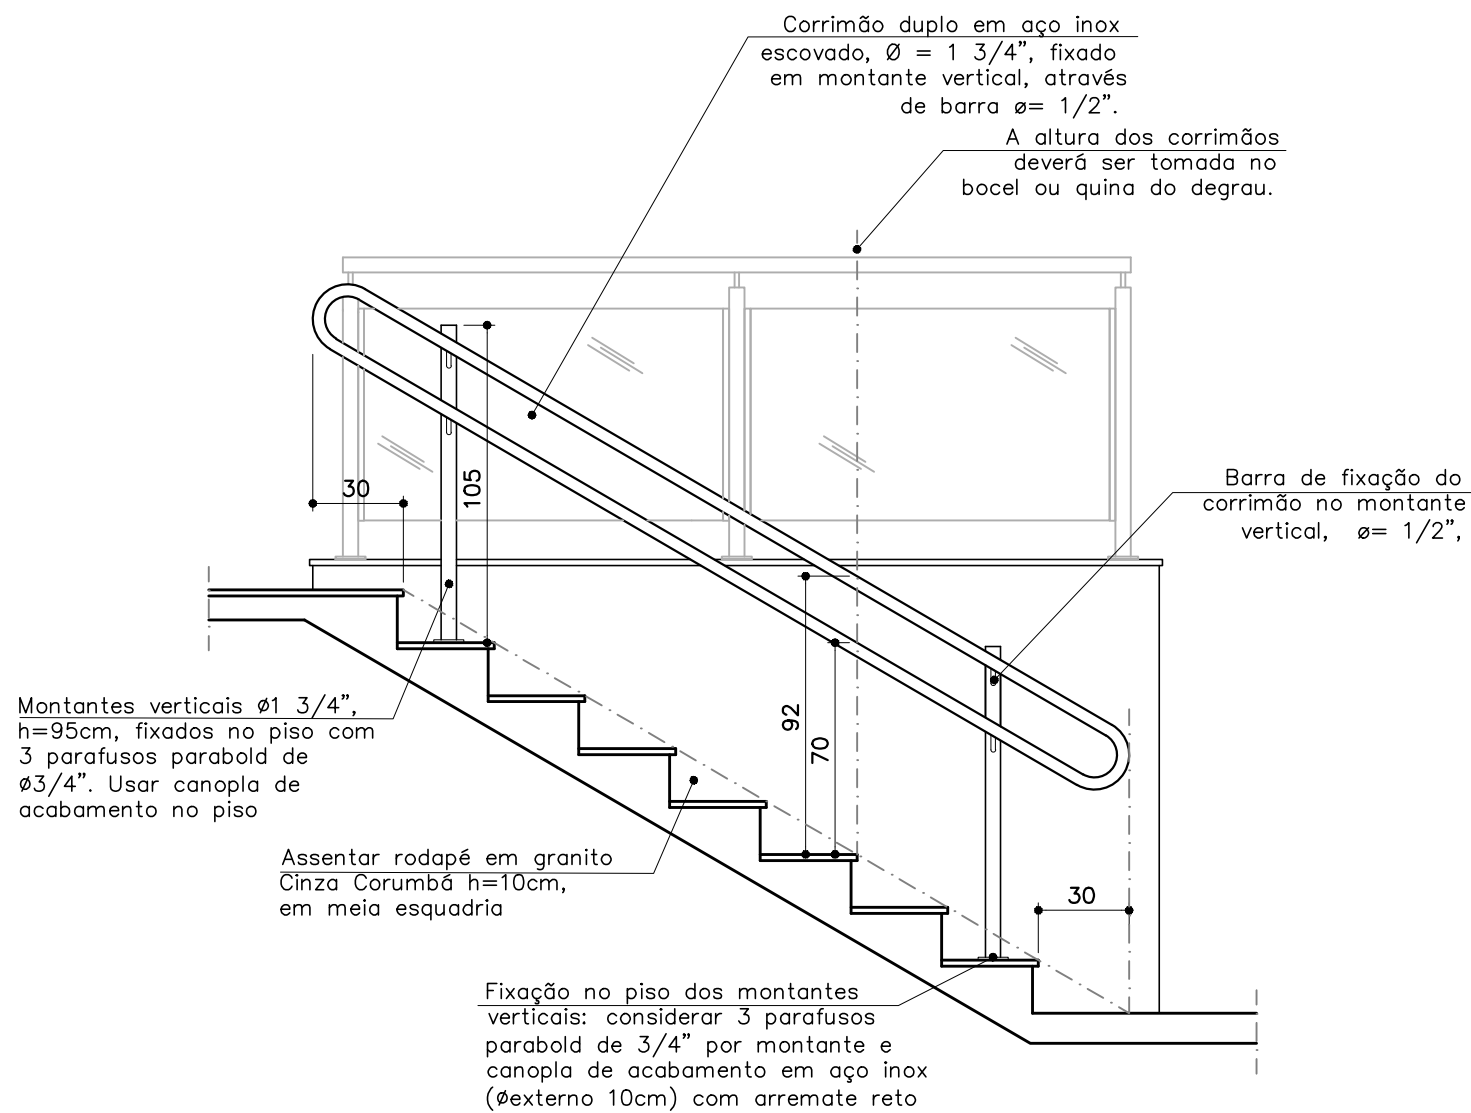 Corrimão duplo em aço inox
escovado, Ø = 1 3/4”, fixado
em montante vertical, através
de barra ø= 1/2”.
A altura dos corrimãos
deverá ser tomada no
bocel ou quina do degrau.
30
105
Barra de fixação do
corrimão no montante
vertical, ø= 1/2”,
92
70
Montantes verticais ø1 3/4”,
h=95cm, fixados no piso com
3 parafusos parabold de
ø3/4”. Usar canopla de
acabamento no piso
Assentar rodapé em granito
Cinza Corumbá h=10cm,
em meia esquadria
30
Fixação no piso dos montantes
verticais: considerar 3 parafusos
parabold de 3/4” por montante e
canopla de acabamento em aço inox
(øexterno 10cm) com arremate reto